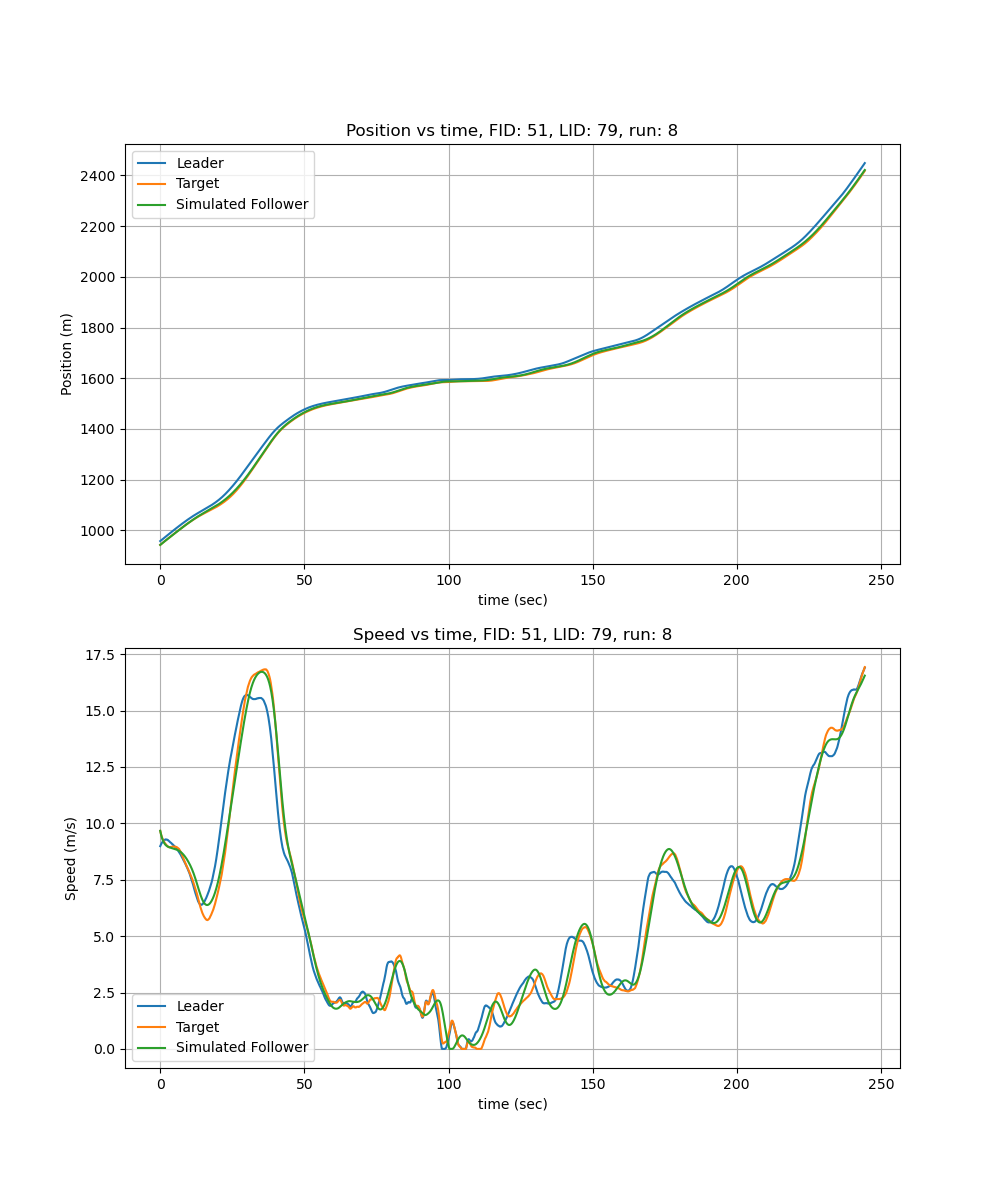 Position vs time, FID: 51, LID: 79, run: 8
Leader
Target
Simulated Follower
2400
2200
2000
1800
1600
1400
1200
1000
Position (m)
0 50 100 150 200 250
time (sec)
Speed vs time, FID: 51, LID: 79, run: 8
17.5
15.0
12.5
10.0
7.5
5.0
2.5
0.0
Speed (m/s)
Leader
Target
Simulated Follower
0 50 100 150 200 250
time (sec)